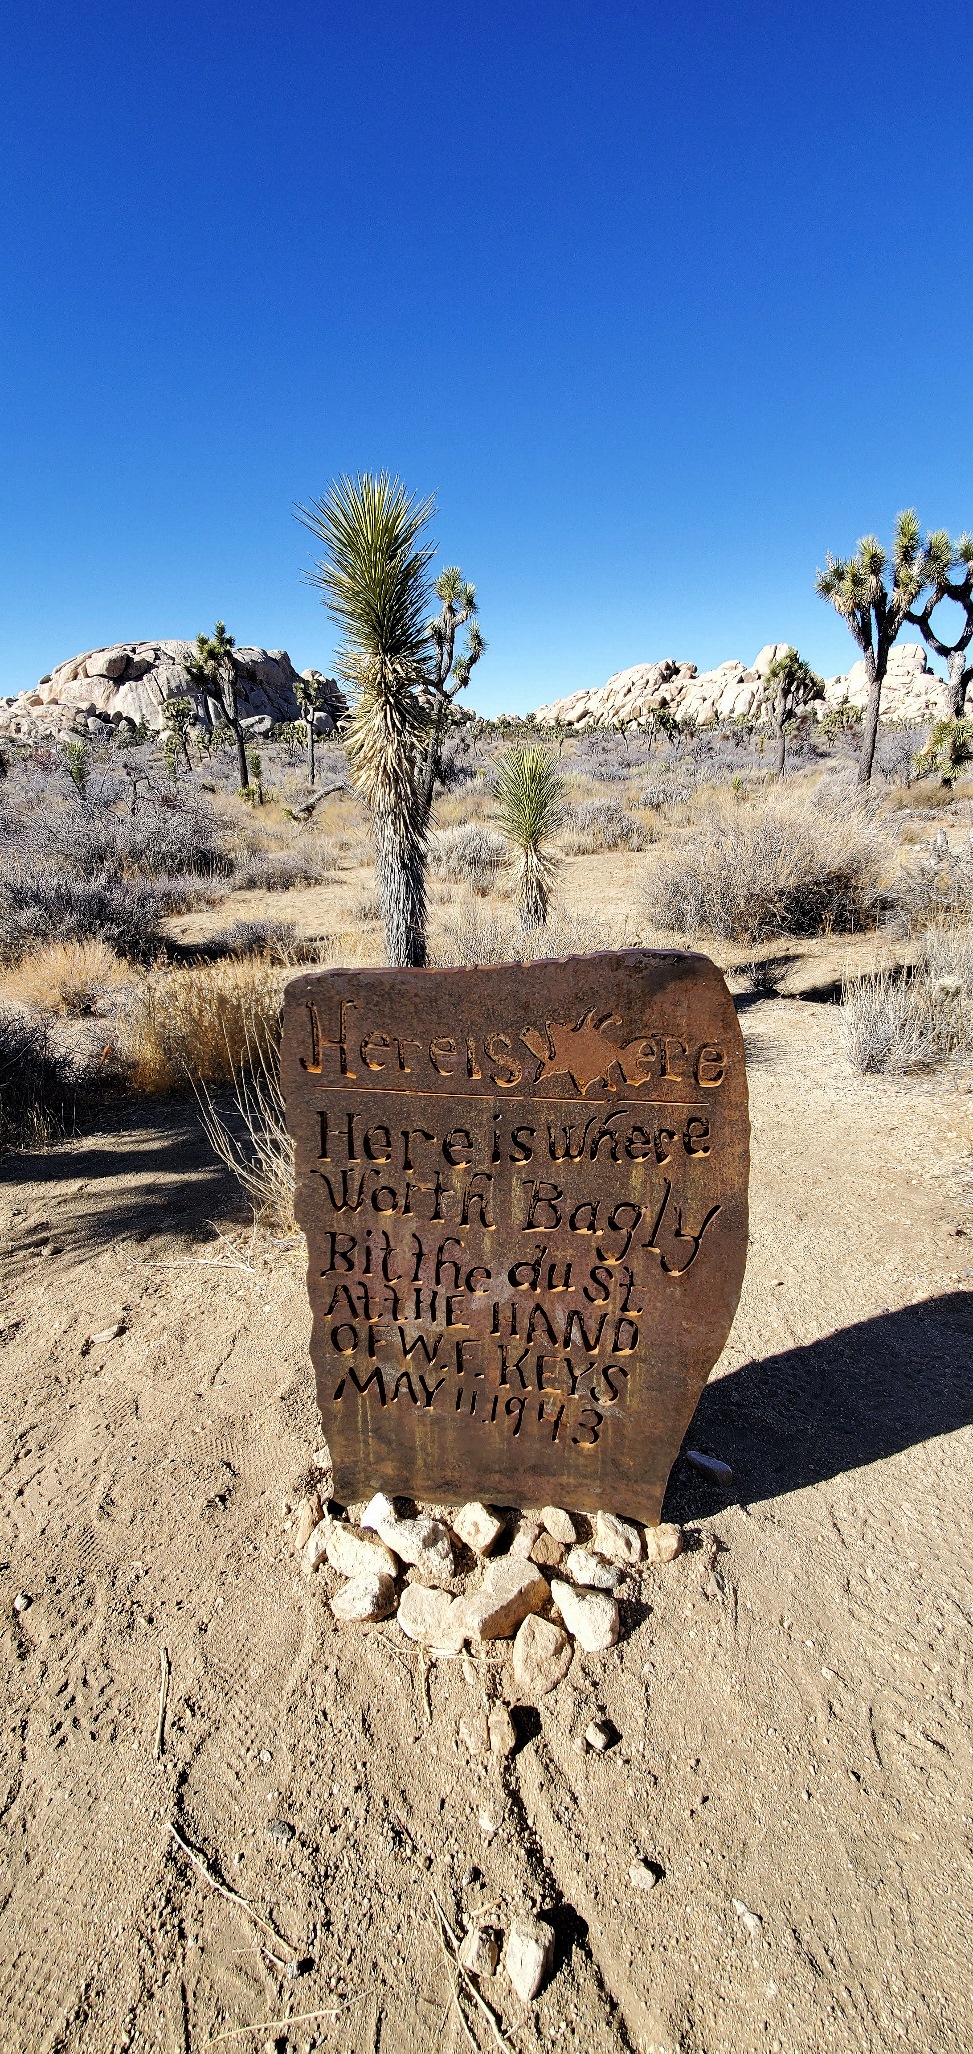 Here is where
Here is where
Worth Bagly
Bit the dust
At tHE HAND
OF W. F. KEYS
MAY 11, 1943